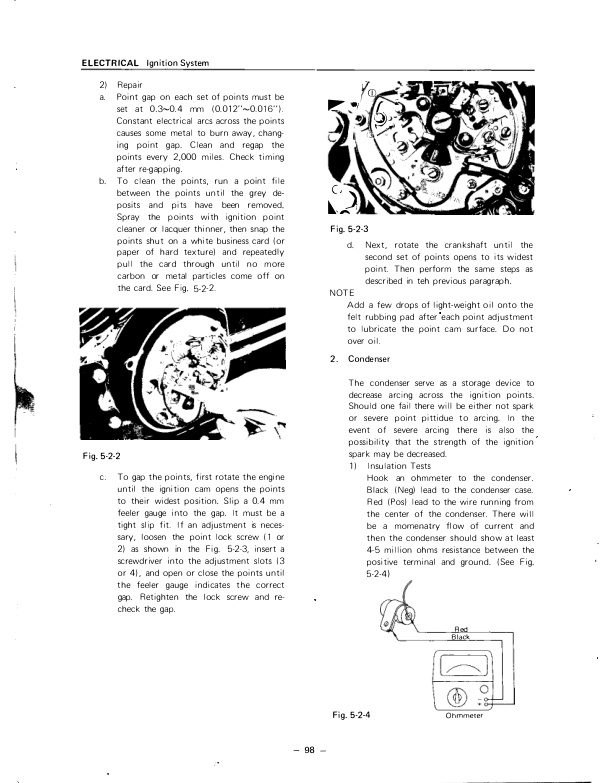 ELECTRICAL Ignition System
2) Repair
a. Point gap on each set of points must be
set at 0.3~0.4 mm (0.012''~0.016'').
Constant electrical arcs across the points
causes some metal to burn away, chang-
ing point gap. Clean and regap the
points every 2,000 miles. Check timing
after re-gapping.
b. To clean the points, run a point file
between the points until the grey de-
posits and pits have been removed.
Spray the points with ignition point
cleaner or lacquer thinner, then snap the
points shut on a white business card (or
paper of hard texture) and repeatedly
pull the card through until no more
carbon or metal particles come off on
the card. See Fig. 5-2-2.
Fig. 5-2-2
c. To gap the points, first rotate the engine
until the ignition cam opens the points
to their widest position. Slip a 0.4 mm
feeler gauge into the gap. It must be a
tight slip fit. If an adjustment is neces-
sary, loosen the point lock screw (1 or
2) as shown in the Fig. 5-2-3, insert a
screwdriver into the adjustment slots (3
or 4), and open or close the points until
the feeler gauge indicates the correct
gap. Retighten the lock screw and re-
check the gap.
Fig. 5-2-3
d. Next, rotate the crankshaft until the
second set of points opens to its widest
point. Then perform the same steps as
described in teh previous paragraph.
NOTE
Add a few drops of light-weight oil onto the
felt rubbing pad after each point adjustment
to lubricate the point cam surface. Do not
over oil.
2. Condenser
The condenser serve as a storage device to
decrease arcing across the ignition points.
Should one fail there will be either not spark
or severe point pittidue to arcing. In the
event of severe arcing there is also the
possibility that the strength of the ignition
spark may be decreased.
1) Insulation Tests
Hook an ohmmeter to the condenser.
Black (Neg) lead to the condenser case.
Red (Pos) lead to the wire running from
the center of the condenser. There will
be a momenatry flow of current and
then the condenser should show at least
4-5 million ohms resistance between the
positive terminal and ground. (See Fig.
5-2-4)
Red
Black
Fig. 5-2-4
Ohmmeter
– 98 –